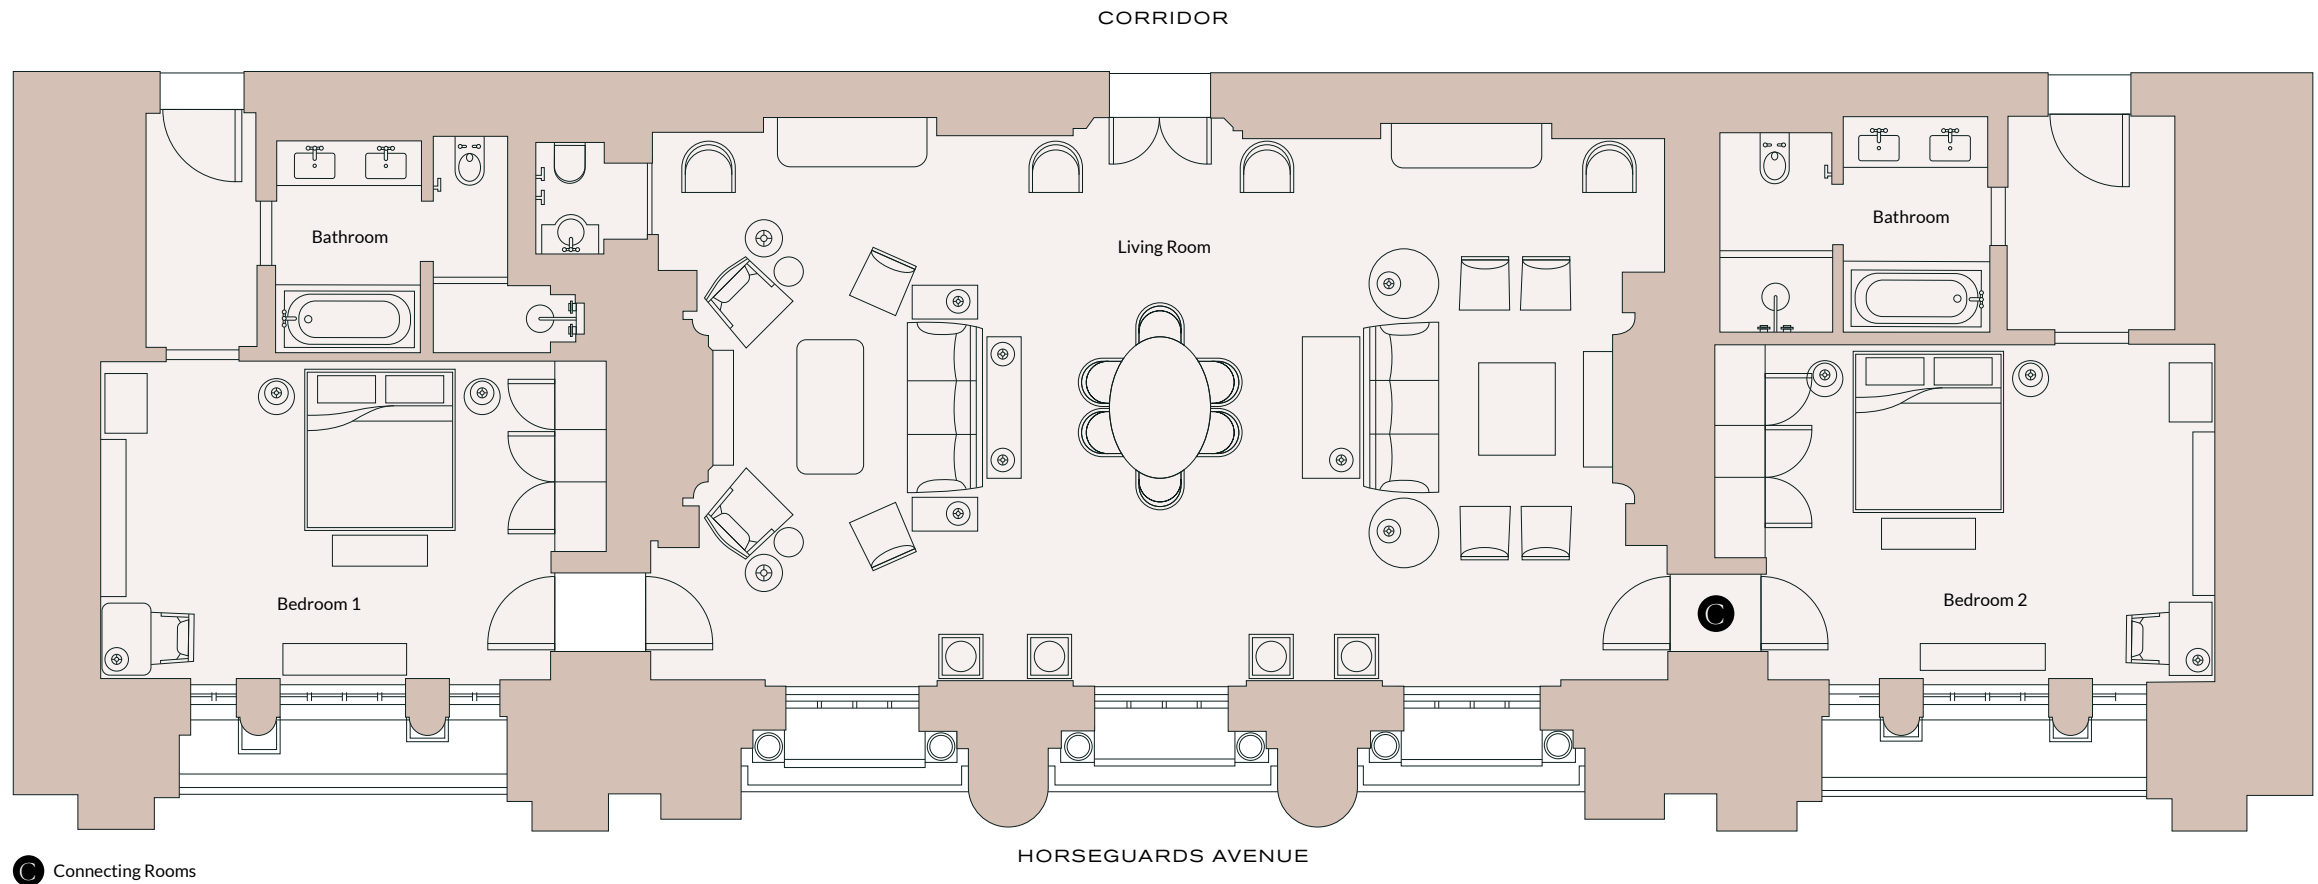 CORRIDOR
Bathroom
Living Room
Bathroom
Bedroom 1
Bedroom 2
C
HORSEGUARDS AVENUE
C Connecting Rooms